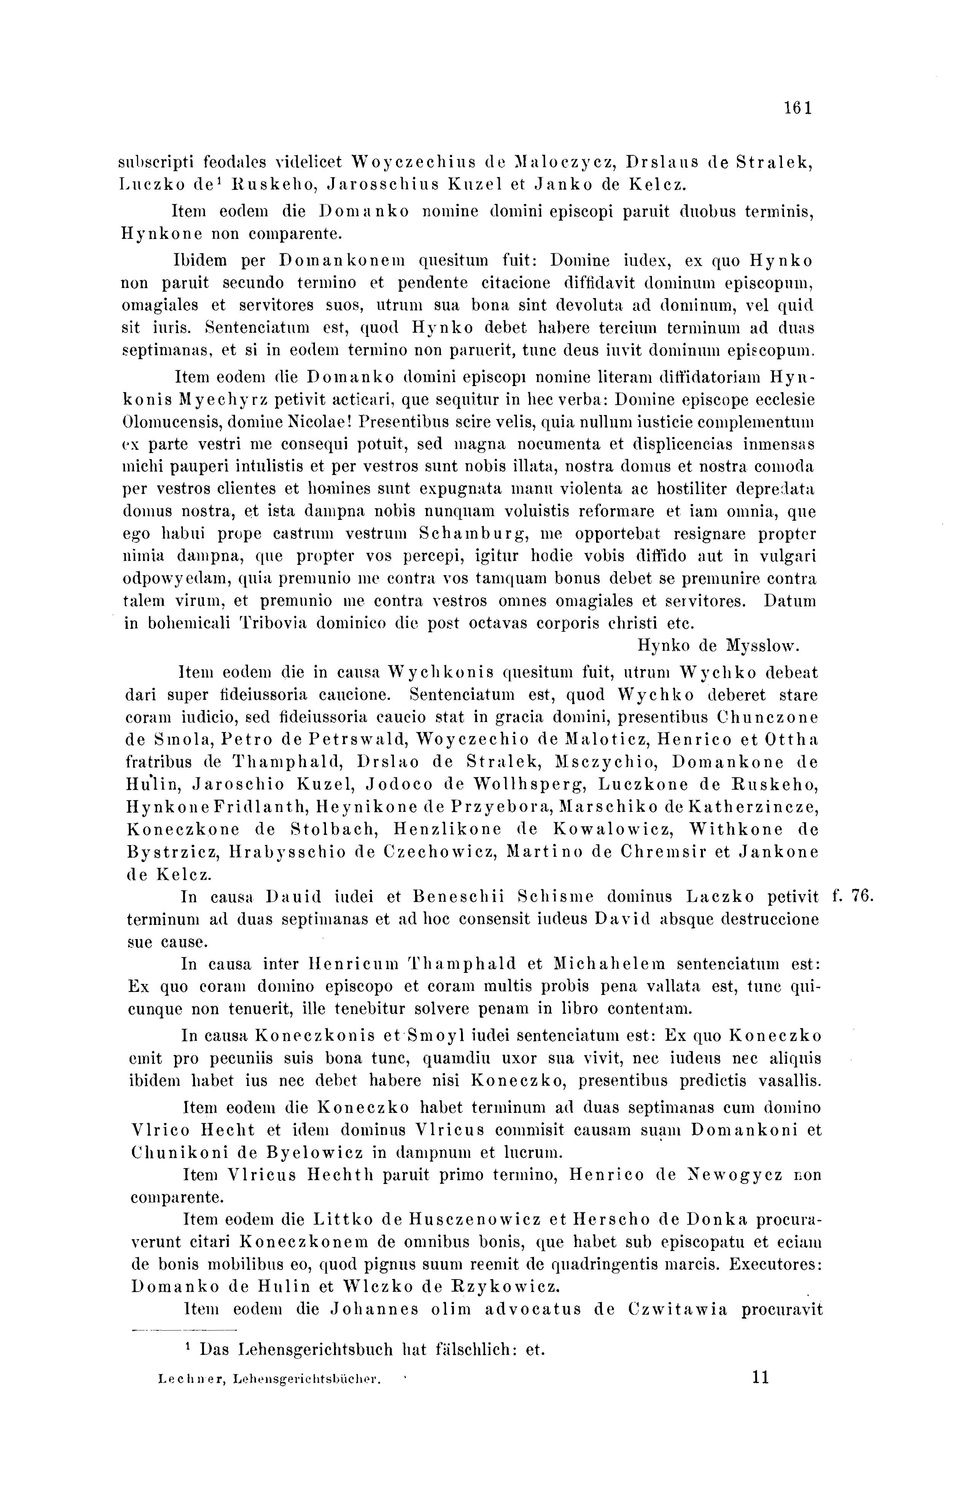 161
subscripti feodales videlicet Woyczechius de Maloczycz, Drslaus de Stralek,
Luczko de¹ Ruskeho, Jarosschius Kuzel et Janko de Kelcz.
Item eodem die Domanko nomine domini episcopi paruit duobus terminis,
Hynkone non comparente.
Ibidem per Domankonem quesitum fuit: Domine iudex, ex quo Hynko
non paruit secundo termino et pendente citacione diffidavit dominum episcopum,
omagiales et servitores suos, utrum sua bona sint devoluta ad dominum, vel quid
sit iuris. Sentenciatum est, quod Hynko debet habere tercium terminum ad duas
septimanas, et si in eodem termino non paruerit, tunc deus iuvit dominum episcopum.
Item eodem die Domanko domini episcopi nomine literam diffidatoriam Hyn-
konis Myechyrz petivit acticari, que sequitur in hec verba: Domine episcope ecclesie
Olomucensis, domine Nicolae! Presentibus scire velis, quia nullum iusticie complementum
ex parte vestri me consequi potuit, sed magna nocumenta et displicencias inmensas
michi pauperi intulistis et per vestros sunt nobis illata, nostra domus et nostra comoda
per vestros clientes et homines sunt expugnata manu violenta ac hostiliter depredata
domus nostra, et ista dampna nobis nunquam voluistis reformare et iam omnia, que
ego habui prope castrum vestrum Schamburg, me opportebat resignare propter
nimia dampna, que propter vos percepi, igitur hodie vobis diffido aut in vulgari
odpowyedam, quia premunio me contra vos tamquam bonus debet se premunire contra
talem virum, et premunio me contra vestros omnes omagiales et servitores. Datum
in bohemicali Tribovia dominico die post octavas corporis christi etc.
Hynko de Mysslow.
Item eodem die in causa Wychkonis quesitum fuit, utrum Wychko debeat
dari super fideiussoria caucione. Sentenciatum est, quod Wychko deberet stare
coram iudicio, sed fideiussoria caucio stat in gracia domini, presentibus Chunczone
de Smola, Petro de Petrswald, Woyczechio de Maloticz, Henrico et Ottha
fratribus de Thamphald, Drslao de Stralek, Msczychio, Domankone de
Hulin, Jaroschio Kuzel, Jodoco de Wollhsperg, Luczkone de Ruskeho,
Hynkone Fridlanth, Heynikone de Przyebora, Marschiko de Katherzincze,
Koneczkone de Stolbach, Henzlikone de Kowalowicz, Withkone de
Bystrzicz, Hrabysschio de Czechowicz, Martino de Chremsir et Jankone
de Kelcz.
In causa Dauid iudei et Beneschii Schisme dominus Laczko petivit f. 76.
terminum ad duas septimanas et ad hoc consensit iudeus David absque destruccione
sue cause.
In causa inter Henricum Thamphald et Michahelem sentenciatum est:
Ex quo coram domino episcopo et coram multis probis pena vallata est, tunc qui-
cunque non tenuerit, ille tenebitur solvere penam in libro contentam.
In causa Koneczkonis et Smoyl iudei sentenciatum est: Ex quo Koneczko
emit pro pecuniis suis bona tunc, quamdiu uxor sua vivit, nec iudeus nec aliquis
ibidem habet ius nec debet habere nisi Koneczko, presentibus predictis vasallis.
Item eodem die Koneczko habet terminum ad duas septimanas cum domino
Vlrico Hecht et idem dominus Vlricus commisit causam suam Domankoni et
Chunikoni de Byelowicz in dampnum et lucrum.
Item Vlricus Hechth paruit primo termino, Henrico de Newogycz non
comparente.
Item eodem die Littko de Husczenowicz et Herscho de Donka procura-
verunt citari Koneczkonem de omnibus bonis, que habet sub episcopatu et eciam
de bonis mobilibus eo, quod pignus suum reemit de quadringentis marcis. Executores:
Domanko de Hulin et Wlczko de Rzykowicz.
Item eodem die Johannes olim advocatus de Czwitawia procuravit
¹ Das Lehensgerichtsbuch hat fälschlich: et.
Lechner, Lehensgerichtsbücher. 11